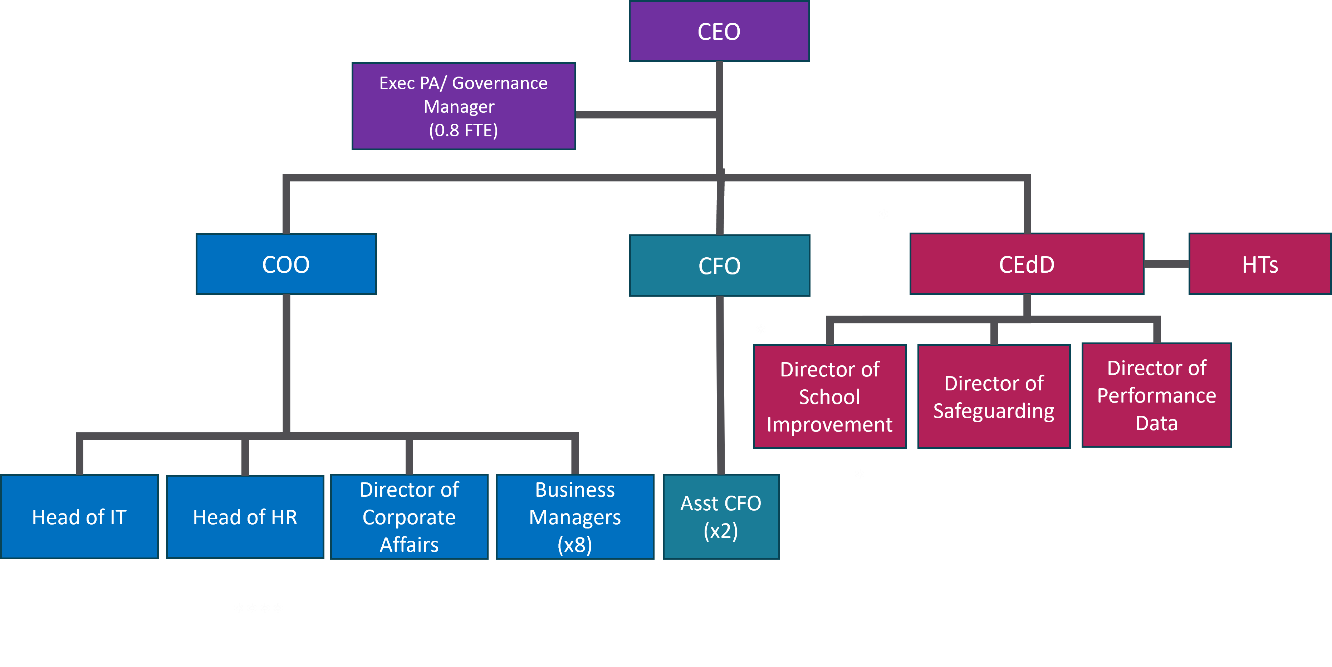 CEO
Exec PA/ Governance
Manager
(0.8 FTE)
COO
CFO
CEdD
HTs
Director of
School
Improvement
Director of
Safeguarding
Director of
Performance
Data
Head of IT
Head of HR
Director of
Corporate
Affairs
Business
Managers
(x8)
Asst CFO
(x2)